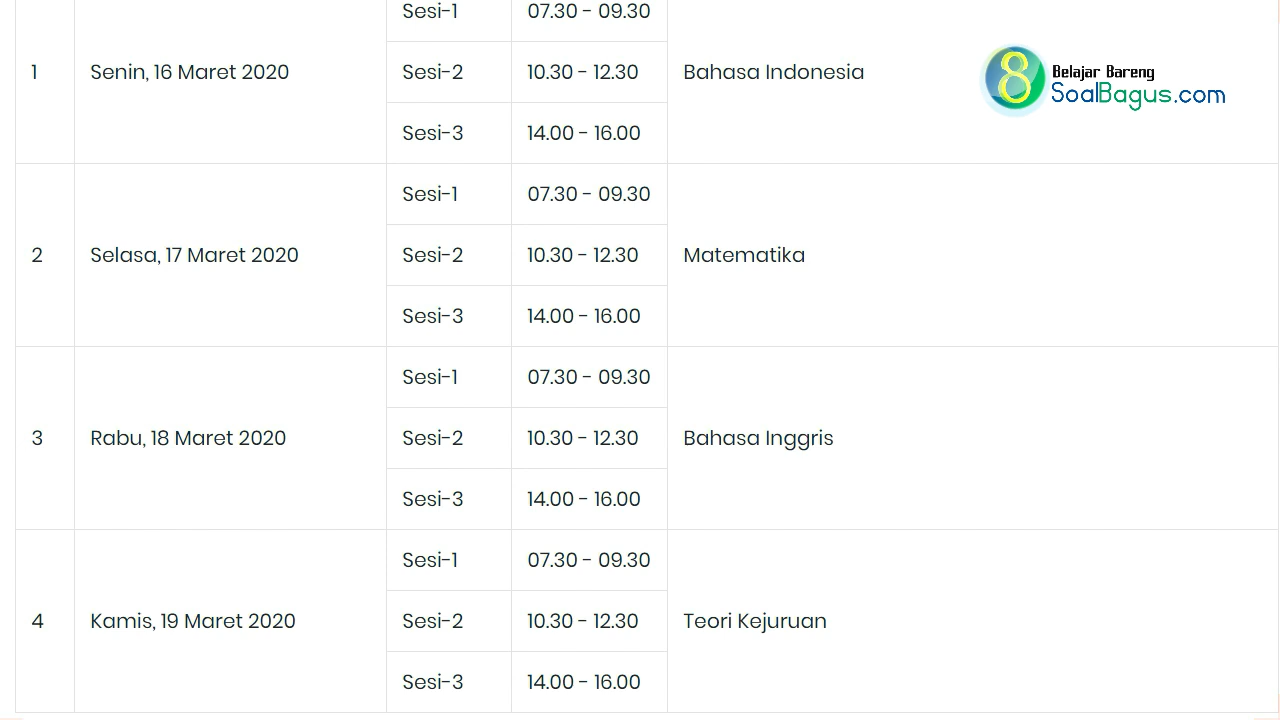 1 Senin, 16 Maret 2020 Sesi-1 07.30 - 09.30 Bahasa Indonesia
Sesi-2 10.30 - 12.30
Sesi-3 14.00 - 16.00
Belajar Bareng
SoalBagus.com
2 Selasa, 17 Maret 2020 Sesi-1 07.30 - 09.30 Matematika
Sesi-2 10.30 - 12.30
Sesi-3 14.00 - 16.00
3 Rabu, 18 Maret 2020 Sesi-1 07.30 - 09.30 Bahasa Inggris
Sesi-2 10.30 - 12.30
Sesi-3 14.00 - 16.00
4 Kamis, 19 Maret 2020 Sesi-1 07.30 - 09.30 Teori Kejuruan
Sesi-2 10.30 - 12.30
Sesi-3 14.00 - 16.00